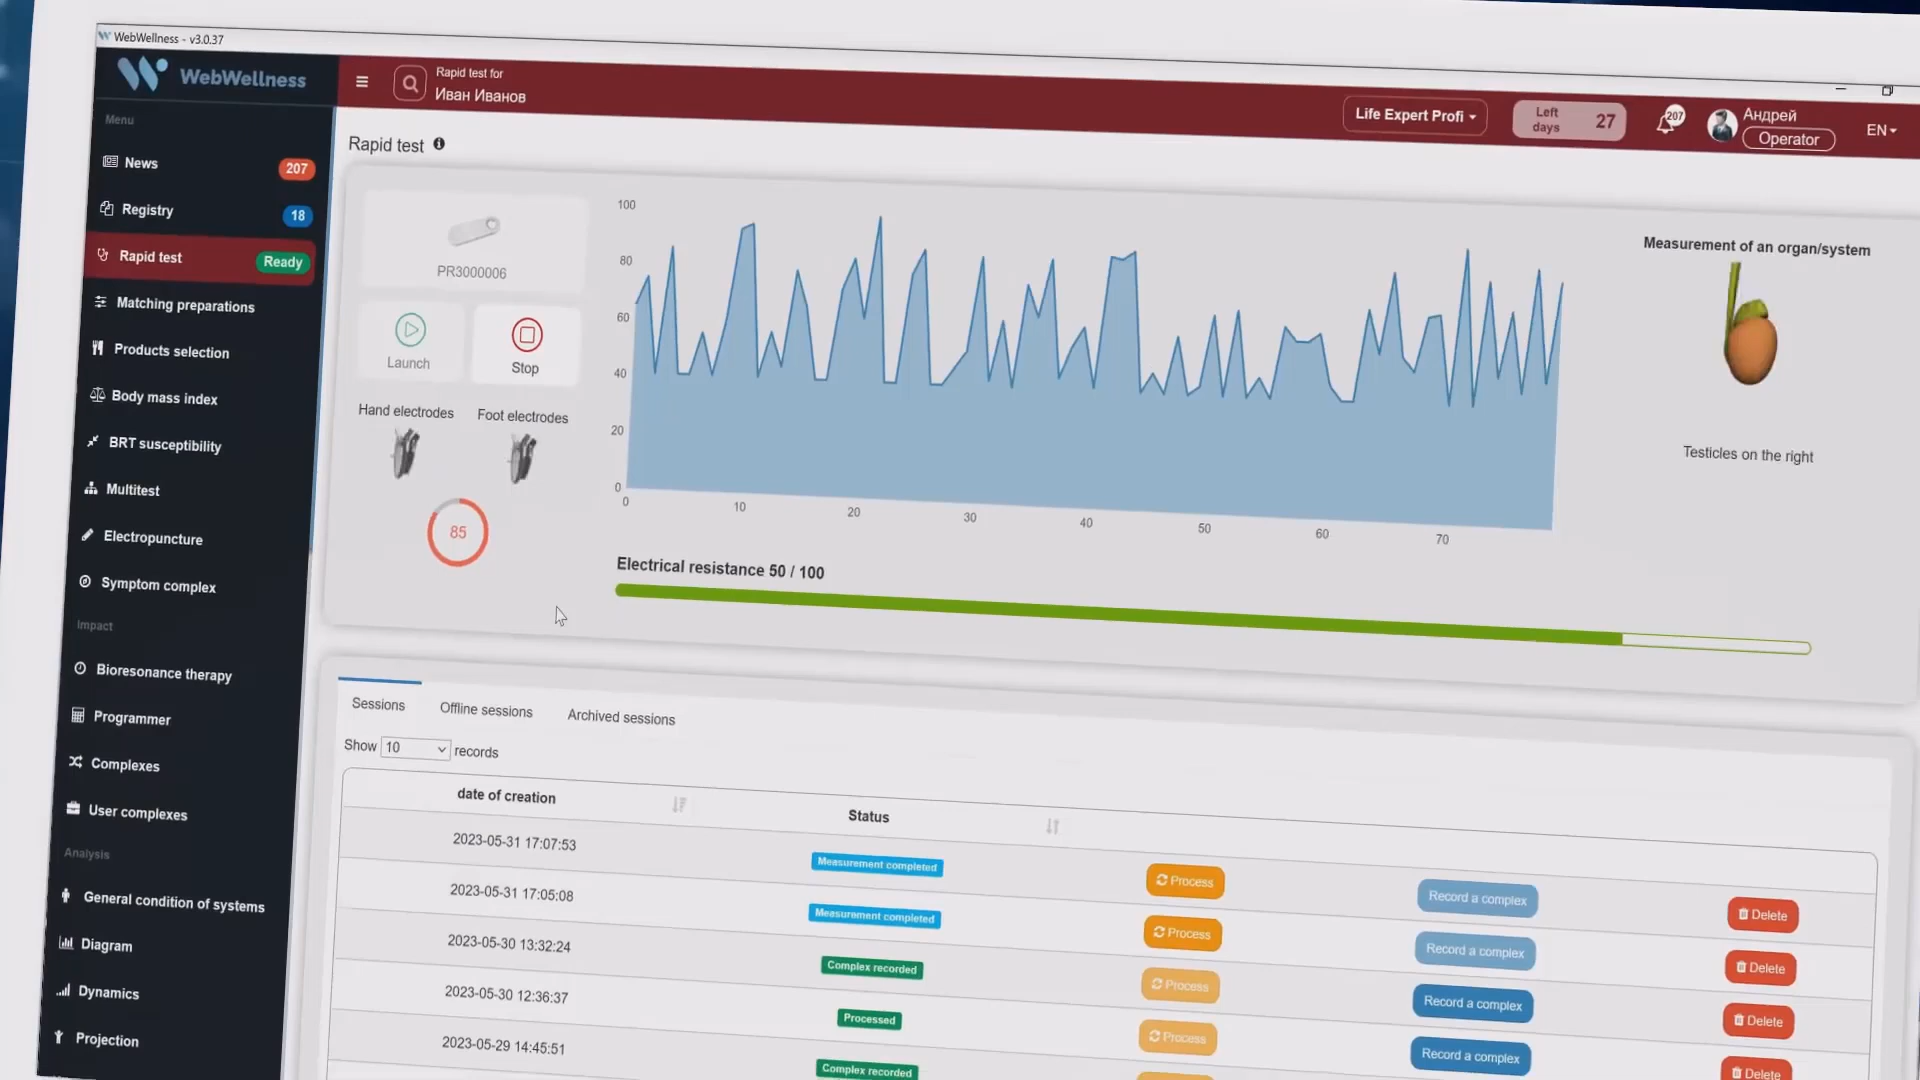 WebWellness - v3.0.37
WebWellness
Rapid test for
Иван Иванов
Life Expert Profi
Left days 27
207
Андрей
Operator
EN
Menu
News 207
Registry 18
Rapid test Ready
Matching preparations
Products selection
Body mass index
BRT susceptibility
Multitest
Electropuncture
Symptom complex
Impact
Bioresonance therapy
Programmer
Complexes
User complexes
Analysis
General condition of systems
Diagram
Dynamics
Projection
Rapid test
PR3000006
Launch
Stop
Hand electrodes
Foot electrodes
85
100
80
60
40
20
0
0 10 20 30 40 50 60 70
Measurement of an organ/system
Testicles on the right
Electrical resistance 50 / 100
Sessions Offline sessions Archived sessions
Show 10 records
date of creation Status
2023-05-31 17:07:53 Measurement completed Process Record a complex Delete
2023-05-31 17:05:08 Measurement completed Process Record a complex Delete
2023-05-30 13:32:24 Complex recorded Process Record a complex Delete
2023-05-30 12:36:37 Processed Process Record a complex Delete
2023-05-29 14:45:51 Complex recorded